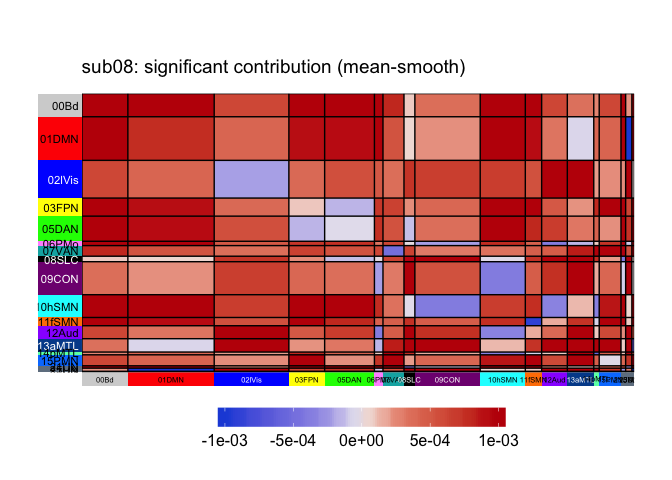 sub08: significant contribution (mean-smooth)
00Bd
01DMN
02lVis
03FPN
05DAN
06PMo
07VAN
08SLC
09CON
10hSMN
11fSMN
12Aud
13aMTL
15PMN
00Bd 01DMN 02lVis 03FPN 05DAN 08SLC 09CON 10hSMN 11fSMN 12Aud 13aMTL
-1e-03 -5e-04 0e+00 5e-04 1e-03